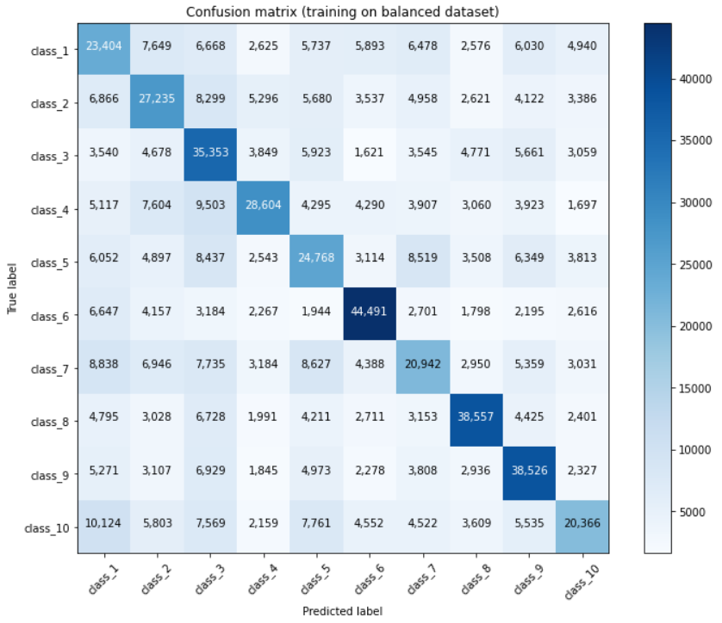 Confusion matrix (training on balanced dataset)
class_1 23,404 7,649 6,668 2,625 5,737 5,893 6,478 2,576 6,030 4,940
class_2 6,866 27,235 8,299 5,296 5,680 3,537 4,958 2,621 4,122 3,386
class_3 3,540 4,678 35,353 3,849 5,923 1,621 3,545 4,771 5,661 3,059
class_4 5,117 7,604 9,503 28,604 4,295 4,290 3,907 3,060 3,923 1,697
class_5 6,052 4,897 8,437 2,543 24,768 3,114 8,519 3,508 6,349 3,813
class_6 6,647 4,157 3,184 2,267 1,944 44,491 2,701 1,798 2,195 2,616
class_7 8,838 6,946 7,735 3,184 8,627 4,388 20,942 2,950 5,359 3,031
class_8 4,795 3,028 6,728 1,991 4,211 2,711 3,153 38,557 4,425 2,401
class_9 5,271 3,107 6,929 1,845 4,973 2,278 3,808 2,936 38,526 2,327
class_10 10,124 5,803 7,569 2,159 7,761 4,552 4,522 3,609 5,535 20,366
True label
class_1 class_2 class_3 class_4 class_5 class_6 class_7 class_8 class_9 class_10
Predicted label
40000
35000
30000
25000
20000
15000
10000
5000